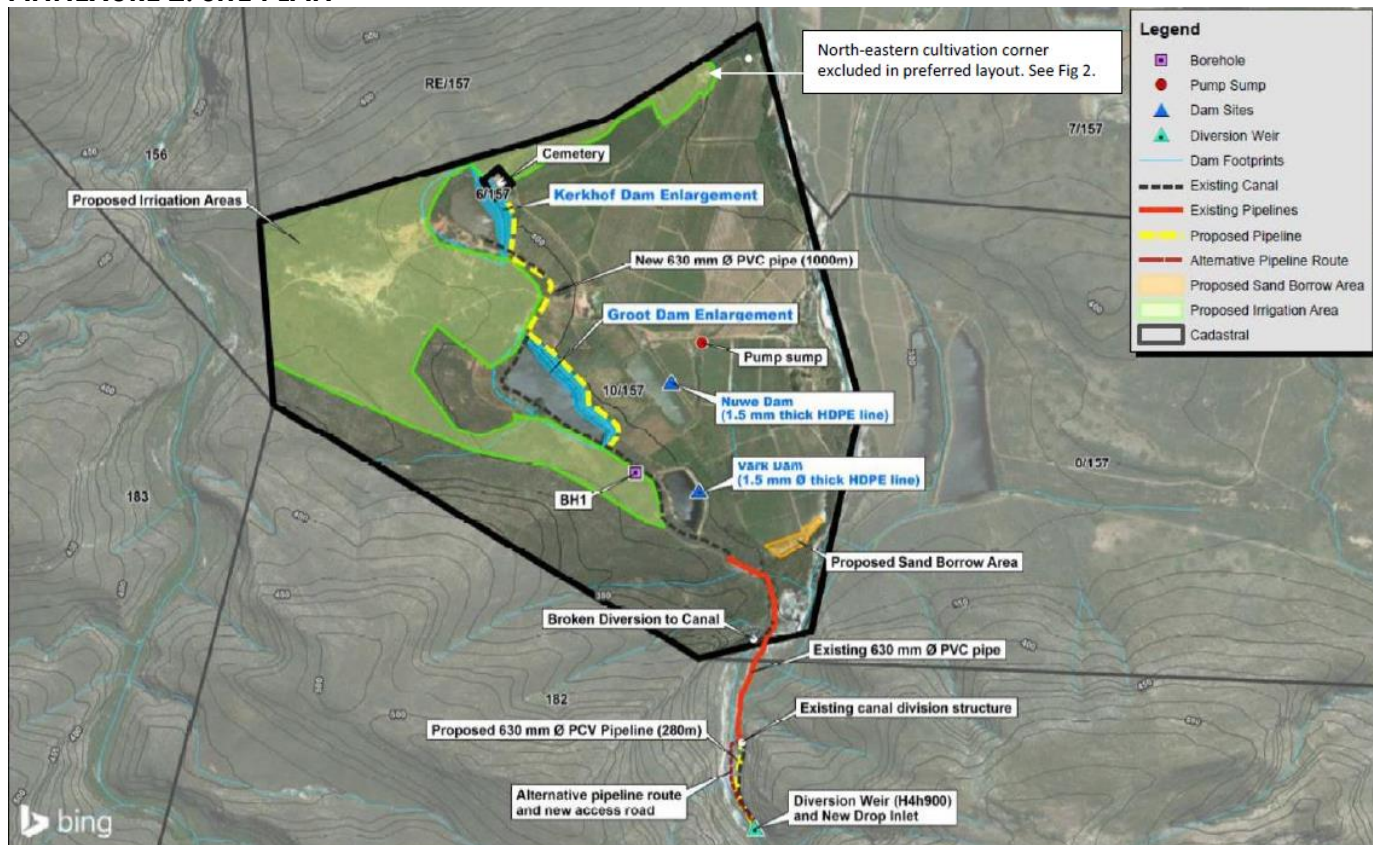 ANNEXURE 2: SITE PLAN
North-eastern cultivation corner
excluded in preferred layout. See Fig 2.
Legend
Borehole
Pump Sump
Dam Sites
Diversion Weir
Dam Footprints
Existing Canal
Existing Pipelines
Proposed Pipeline
Alternative Pipeline Route
Proposed Sand Borrow Area
Proposed Irrigation Area
Cadastral
RE/157
7/157
156
Cemetery
Proposed Irrigation Areas
6/157
Kerkhof Dam Enlargement
New 630 mm Ø PVC pipe (1000m)
Groot Dam Enlargement
Pump sump
10/157
Nuwe Dam
(1.5 mm thick HDPE line)
Vark Dam
(1.5 mm Ø thick HDPE line)
0/157
183
BH1
Proposed Sand Borrow Area
Broken Diversion to Canal
Existing 630 mm Ø PVC pipe
182
Existing canal division structure
Proposed 630 mm Ø PCV Pipeline (280m)
Alternative pipeline route
and new access road
Diversion Weir (H4h900)
and New Drop Inlet
bing